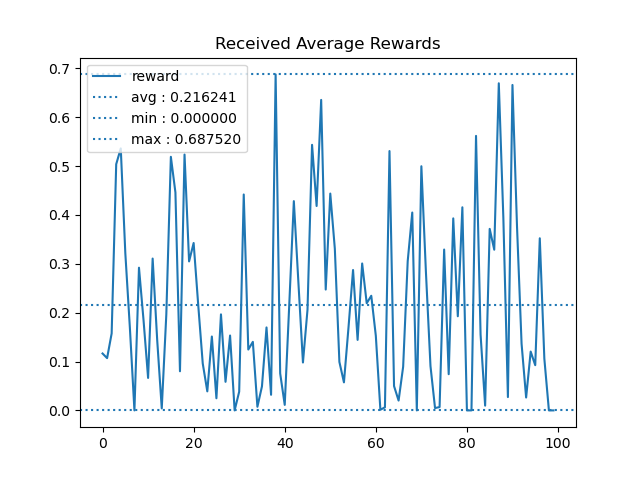 Received Average Rewards
reward
avg : 0.216241
min : 0.000000
max : 0.687520
0.7
0.6
0.5
0.4
0.3
0.2
0.1
0.0
0 20 40 60 80 100